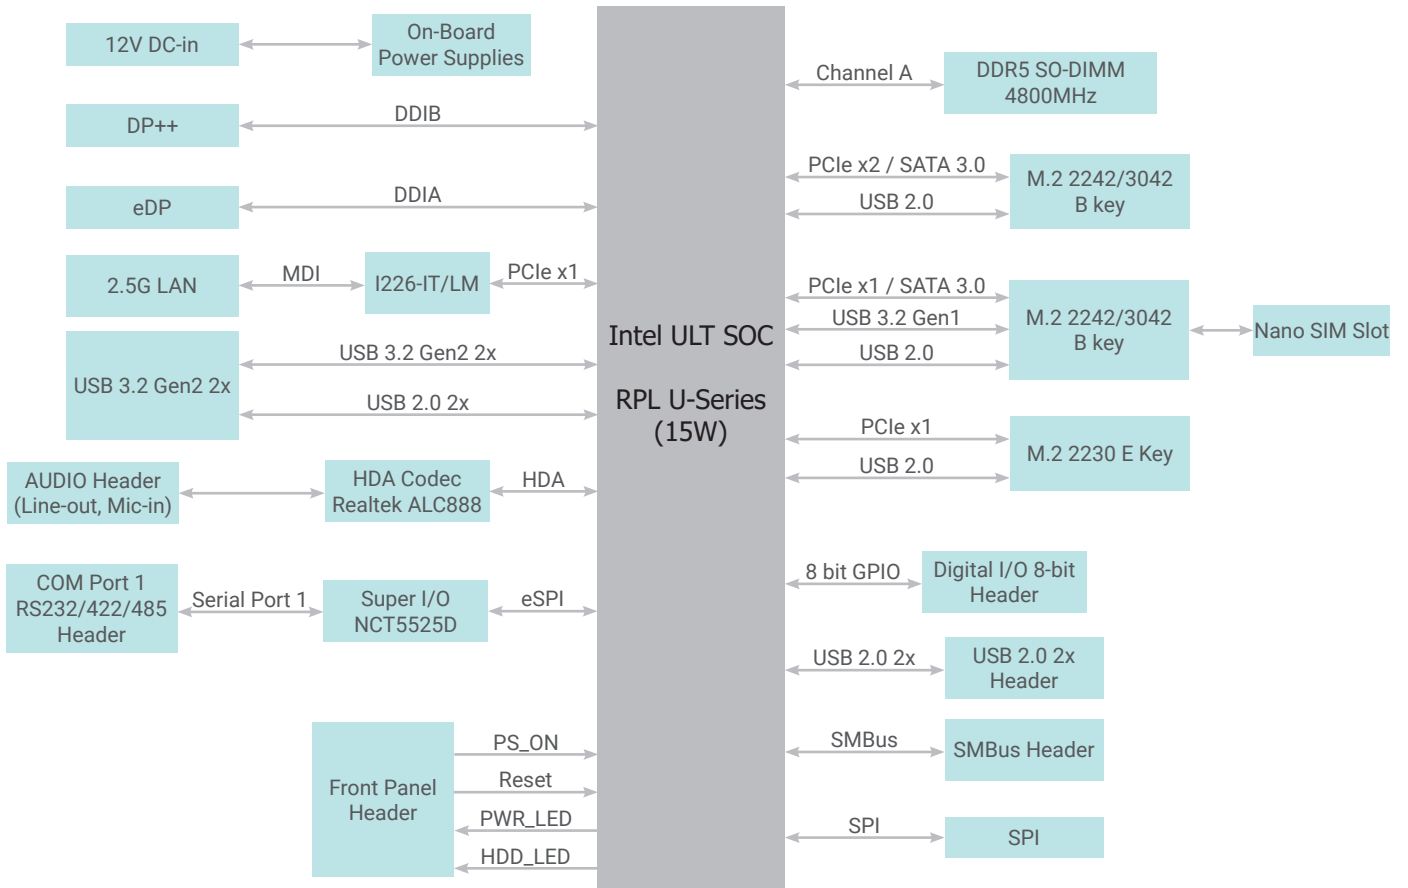 12V DC-in
On-Board
Power Supplies
DP++
DDIB
eDP
DDIA
2.5G LAN
MDI
I226-IT/LM
PCIe x1
USB 3.2 Gen2 2x
USB 3.2 Gen2 2x
USB 2.0 2x
AUDIO Header
(Line-out, Mic-in)
HDA Codec
Realtek ALC888
HDA
COM Port 1
RS232/422/485
Header
Serial Port 1
Super I/O
NCT5525D
eSPI
Front Panel
Header
PS_ON
Reset
PWR_LED
HDD_LED
Intel ULT SOC
RPL U-Series
(15W)
Channel A
DDR5 SO-DIMM
4800MHz
PCIe x2 / SATA 3.0
USB 2.0
M.2 2242/3042
B key
PCIe x1 / SATA 3.0
USB 3.2 Gen1
USB 2.0
M.2 2242/3042
B key
Nano SIM Slot
PCIe x1
USB 2.0
M.2 2230 E Key
8 bit GPIO
Digital I/O 8-bit
Header
USB 2.0 2x
USB 2.0 2x
Header
SMBus
SMBus Header
SPI
SPI